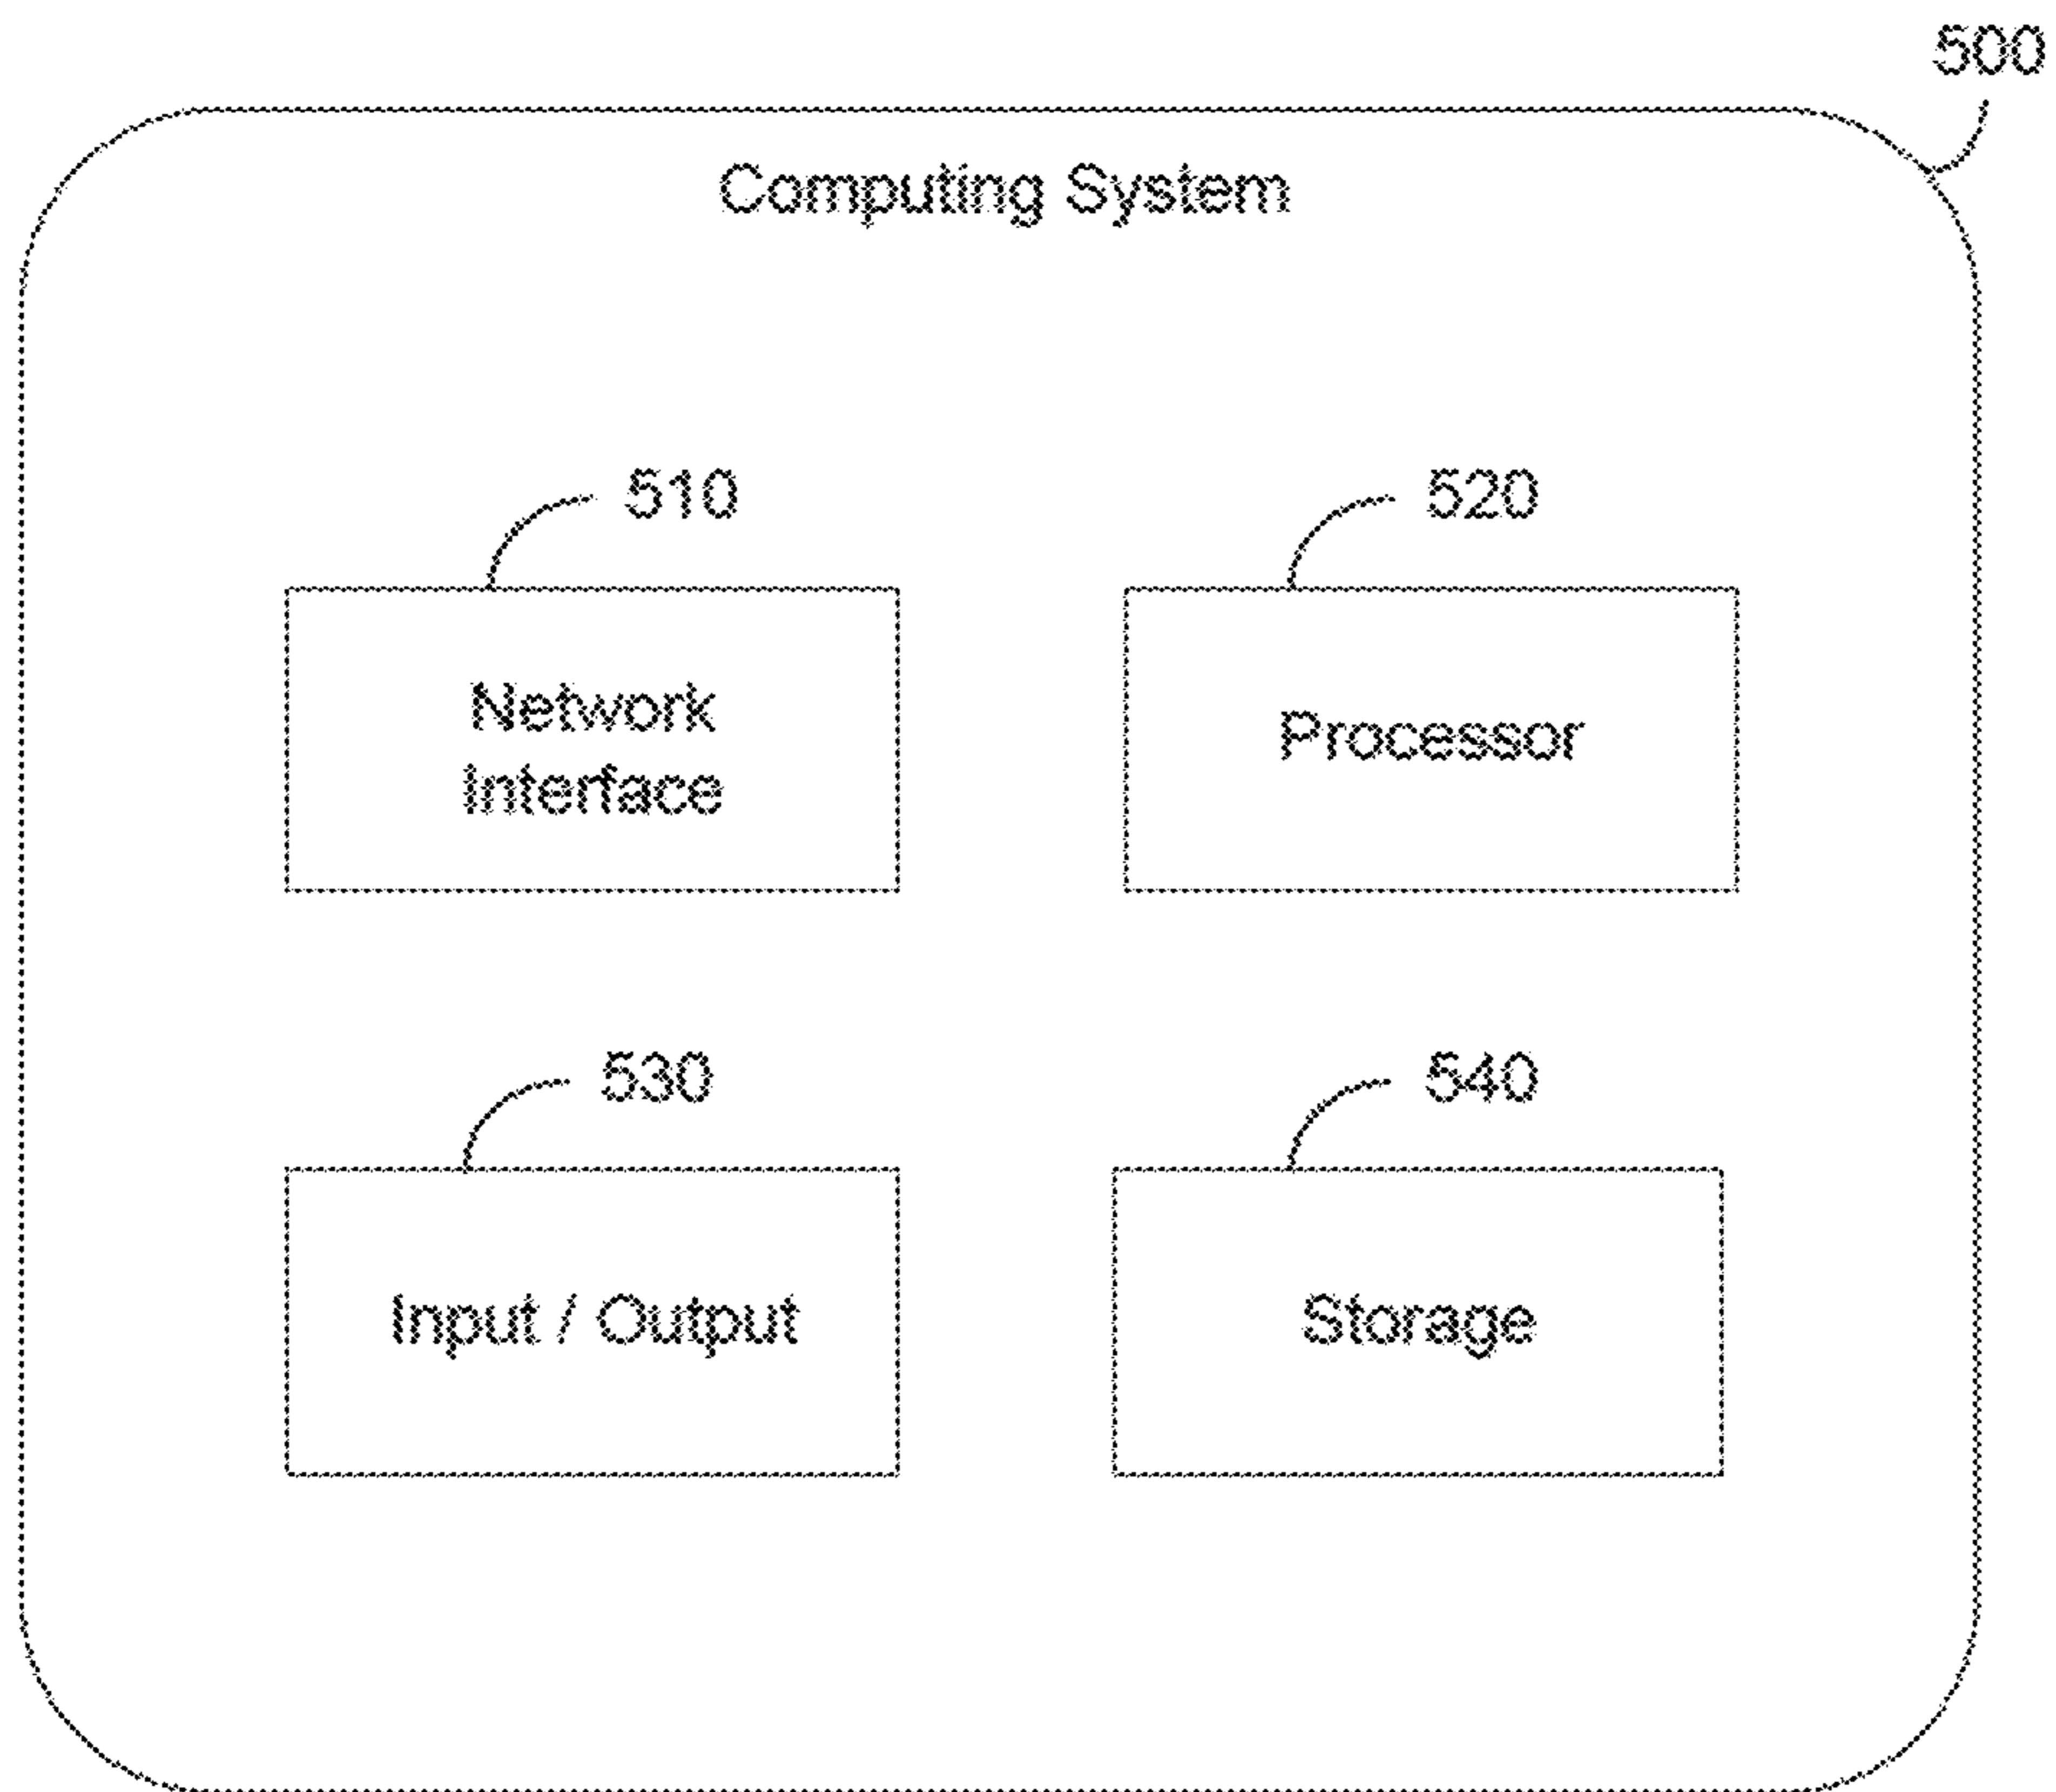 500
Computing System
510
520
Network
Interface
Processor
530
540
Input / Output
Storage